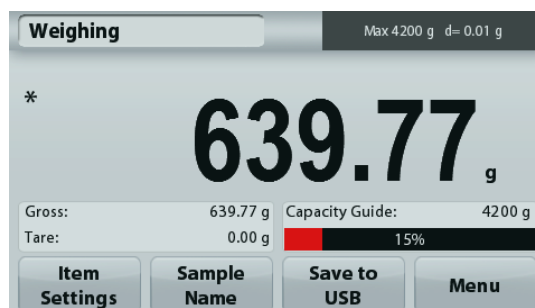 Weighing
Max 4200 g d= 0.01 g
*
639.77 g
Gross: 639.77 g
Tare: 0.00 g
Capacity Guide: 4200 g
15%
Item Settings
Sample Name
Save to USB
Menu